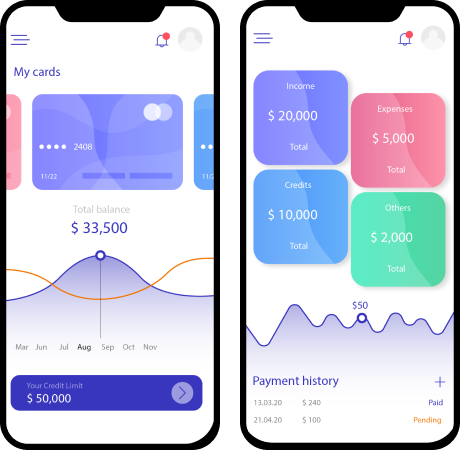 My cards
2408
11/22
11/2
Total balance
$ 33,500
Mar Jun Jul Aug Sep Oct Nov
Your Credit Limit
$ 50,000
Income
$ 20,000
Total
Expenses
$ 5,000
Total
Credits
$ 10,000
Total
Others
$ 2,000
Total
$50
Payment history
13.03.20 $ 240 Paid
21.04.20 $ 100 Pending